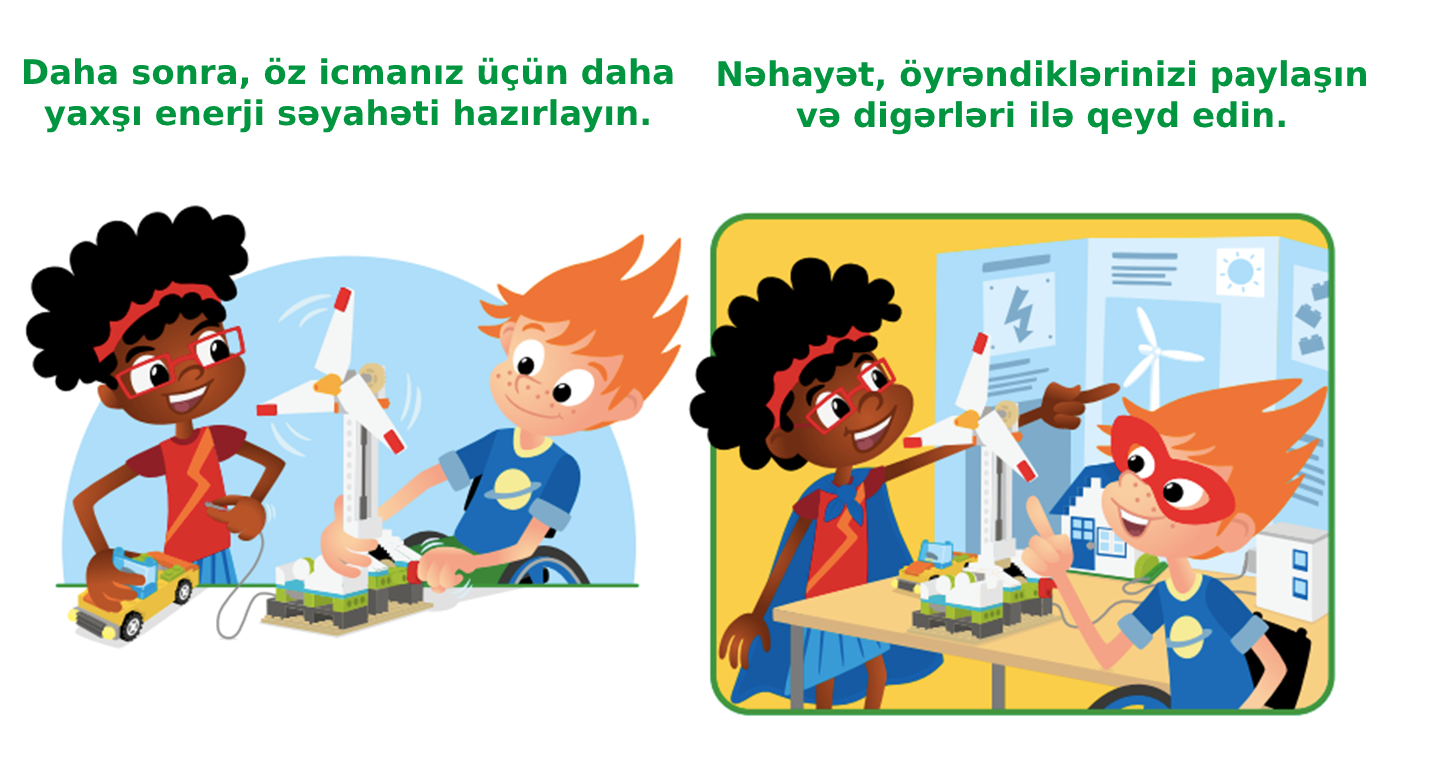 Daha sonra, öz icmanız üçün daha
yaxşı enerji səyahəti hazırlayın.
Nəhayət, öyrəndiklərinizi paylaşın
və digərləri ilə qeyd edin.